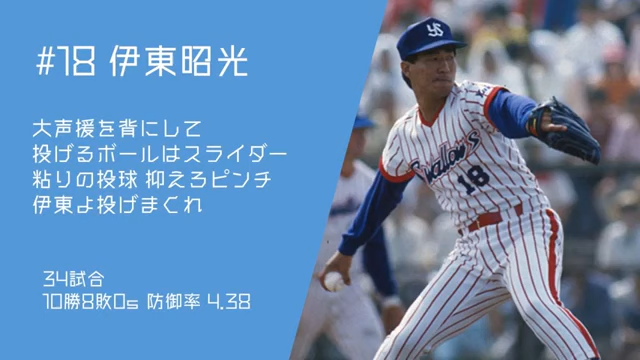 #18 伊東昭光
大声援を背にして
投げるボールはスライダー
粘りの投球 抑えろピンチ
伊東よ投げまくれ
34試合
10勝8敗0s 防御率 4.38
YS
Swallows
18